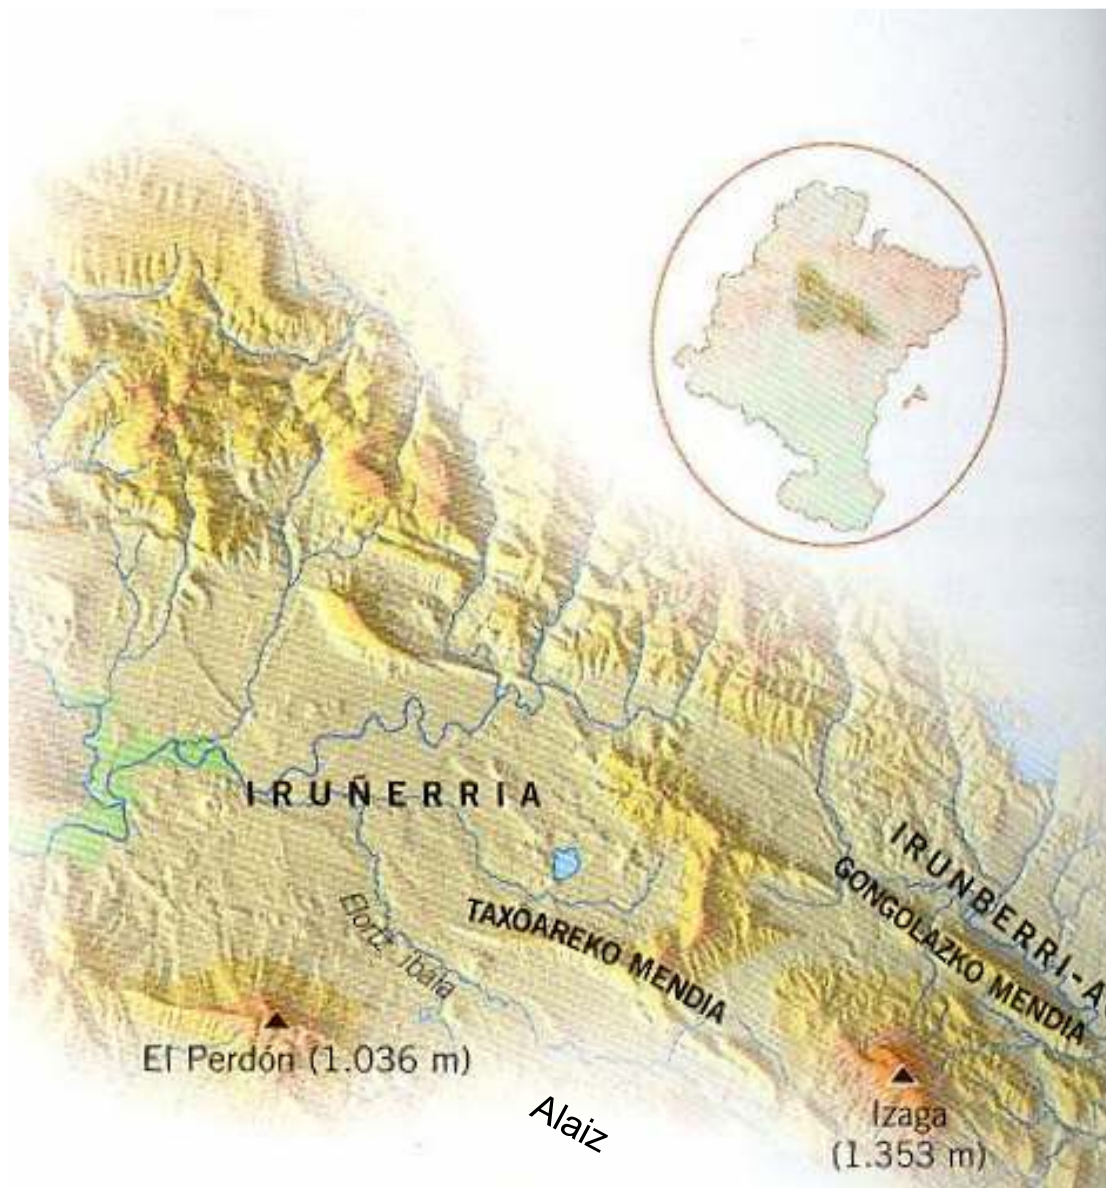 IRUÑERRIA
IRUNBERRI-A
GONGOLAZKO MENDIA
TAXOAREKO MENDIA
Elortz ibaia
El Perdón (1.036 m)
Alaiz
Izaga
(1.353 m)